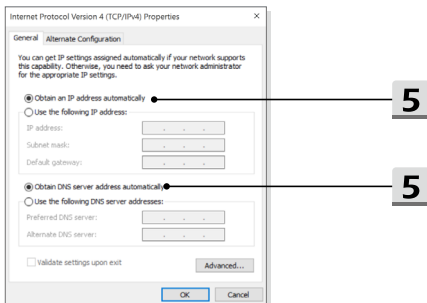 Internet Protocol Version 4 (TCP/IPv4) Properties
General Alternate Configuration
You can get IP settings assigned automatically if your network supports
this capability. Otherwise, you need to ask your network administrator
for the appropriate IP settings.
Obtain an IP address automatically
5
Use the following IP address:
IP address:
Subnet mask:
Default gateway:
Obtain DNS server address automatically
5
Use the following DNS server addresses:
Preferred DNS server:
Alternate DNS server:
Validate settings upon exit
Advanced...
OK Cancel